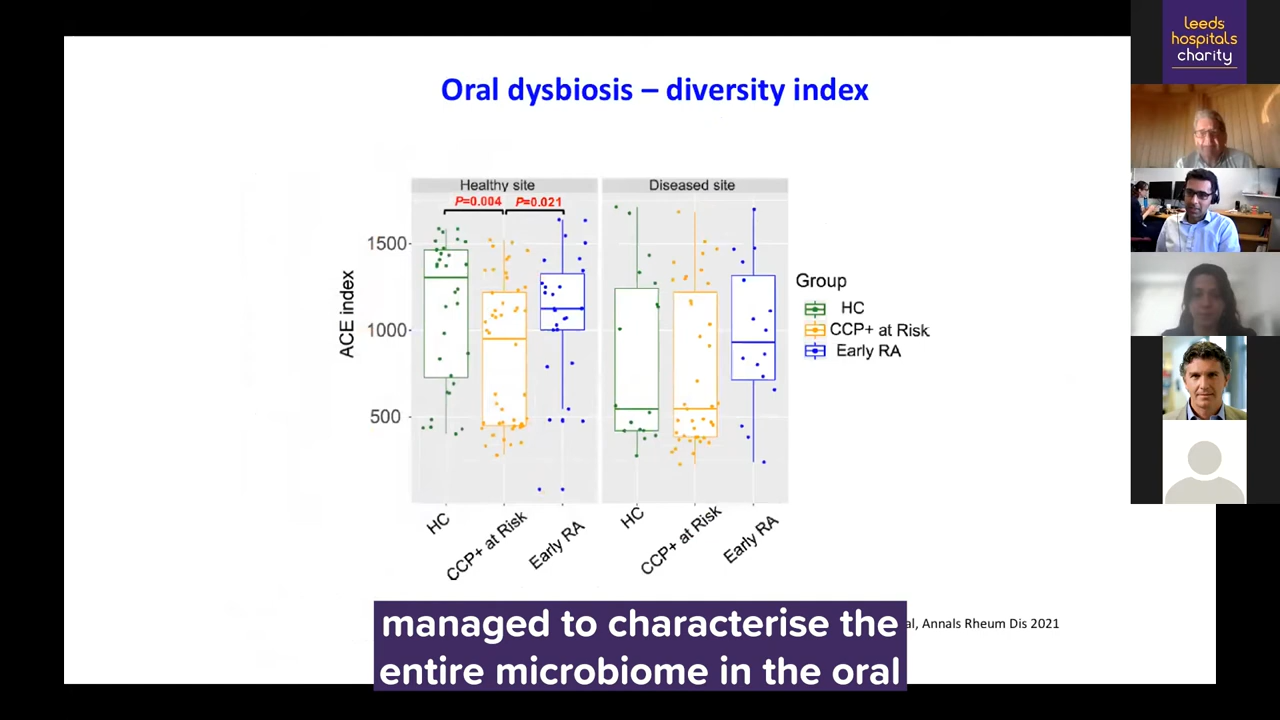 Oral dysbiosis – diversity index
leeds
hospitals
charity
Healthy site
Diseased site
P=0.004
P=0.021
1500
1000
500
ACE index
Group
HC
CCP+ at Risk
Early RA
HC
CCP+ at Risk
Early RA
HC
CCP+ at Risk
Early RA
al, Annals Rheum Dis 2021
managed to characterise the
entire microbiome in the oral